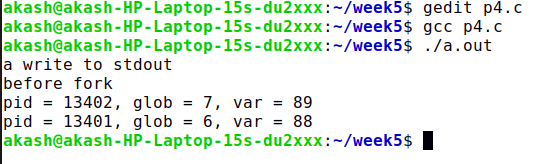 akash@akash-HP-Laptop-15s-du2xxx:~/week5$ gedit p4.c
akash@akash-HP-Laptop-15s-du2xxx:~/week5$ gcc p4.c
akash@akash-HP-Laptop-15s-du2xxx:~/week5$ ./a.out
a write to stdout
before fork
pid = 13402, glob = 7, var = 89
pid = 13401, glob = 6, var = 88
akash@akash-HP-Laptop-15s-du2xxx:~/week5$